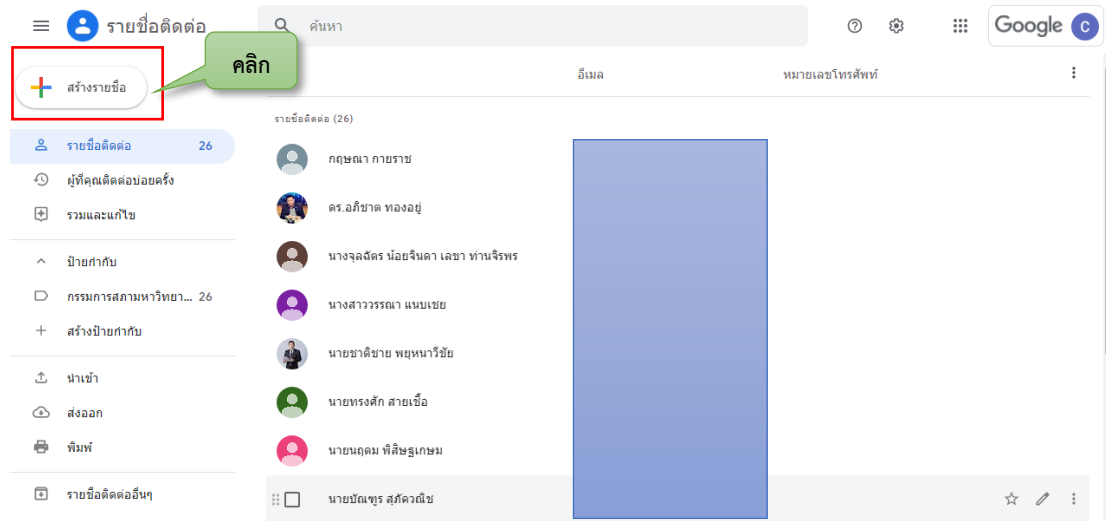 รายชื่อติดต่อ
ค้นหา
Google
C
คลิก
สร้างรายชื่อ
อีเมล
หมายเลขโทรศัพท์
รายชื่อติดต่อ (26)
รายชื่อติดต่อ 26
กฤษณา กายราช
ผู้ที่คุณติดต่อบ่อยครั้ง
ดร.อภิชาต ทองอยู่
รวมและแก้ไข
นางจุลฉัตร น้อยจินดา เลขา ท่านจิรพร
ป้ายกำกับ
กรรมการสภามหาวิทยา... 26
นางสาววรรณา แนบเชย
สร้างป้ายกำกับ
นายชาติชาย พยุหนาวีชัย
นำเข้า
นายทรงศัก สายเชื้อ
ส่งออก
พิมพ์
นายนฤดม พิสิษฐเกษม
รายชื่อติดต่ออื่นๆ
นายบัณฑูร สุภัควณิช